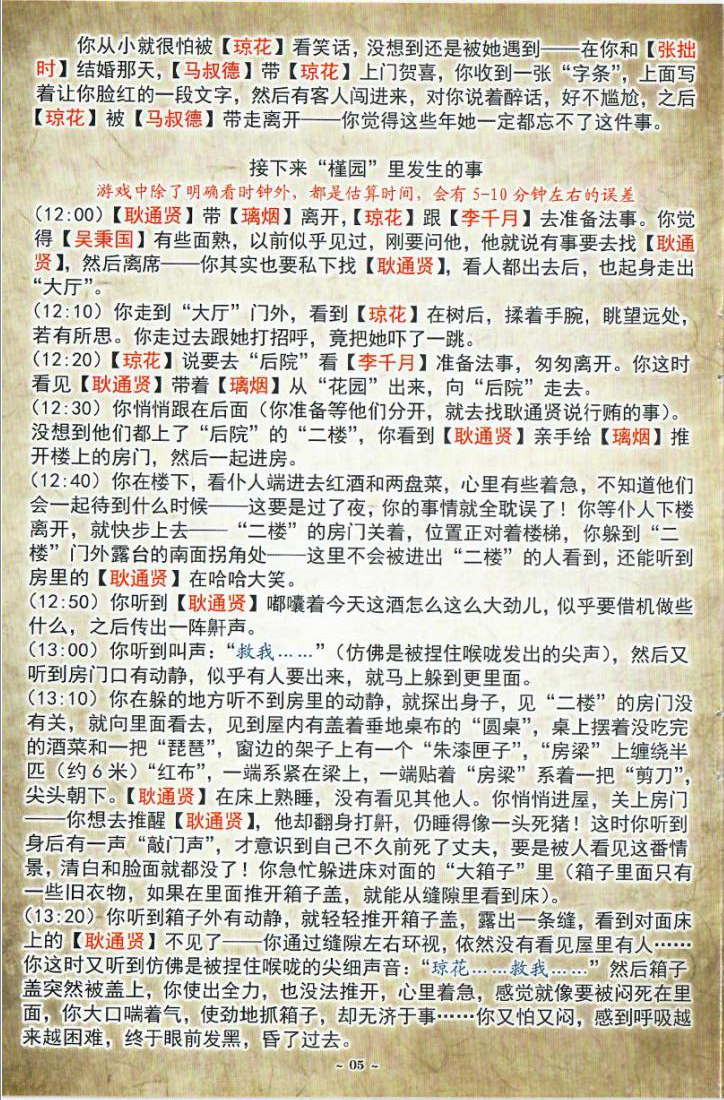 你从小就很怕被【琼花】看笑话，没想到还是被她遇到——在你和【张拙
时】结婚那天，【马叔德】带【琼花】上门贺喜，你收到一张“字条”，上面写
着让你脸红的一段文字，然后有客人闯进来，对你说着醉话，好不尴尬，之后
【琼花】被【马叔德】带走离开——你觉得这些年她一定都忘不了这件事。
接下来“槿园”里发生的事
游戏中除了明确看时钟外，都是估算时间，会有5-10分钟左右的误差
(12:00)【耿通贤】带【璃烟】离开，【琼花】跟【李千月】去准备法事。你觉
得【吴秉国】有些面熟，以前似乎见过，刚要问他，他就说有事要去找【耿通
贤】，然后离席——你其实也要私下找【耿通贤】，看人都出去后，也起身走出
“大厅”。
(12:10) 你走到“大厅”门外，看到【琼花】在树后，揉着手腕，眺望远处，
若有所思。你走过去跟她打招呼，竟把她吓了一跳。
(12:20)【琼花】说要去“后院”看【李千月】准备法事，匆匆离开。你这时
看见【耿通贤】带着【璃烟】从“花园”出来，向“后院”走去。
(12:30) 你悄悄跟在后面（你准备等他们分开，就去找耿通贤说行贿的事）。
没想到他们都上了“后院”的“二楼”，你看到【耿通贤】亲手给【璃烟】推
开楼上的房门，然后一起进房。
(12:40) 你在楼下，看仆人端进去红酒和两盘菜，心里有些着急，不知道他们
会一起待到什么时候——这要是过了夜，你的事情就全耽误了！你等仆人下楼
离开，就快步上去——“二楼”的房门关着，位置正对着楼梯，你躲到“二
楼”门外露台的南面拐角处——这里不会被进出“二楼”的人看到，还能听到
房里的【耿通贤】在哈哈大笑。
(12:50) 你听到【耿通贤】嘟囔着今天这酒怎么这么大劲儿，似乎要借机做些
什么，之后传出一阵鼾声。
(13:00) 你听到叫声：“救我……”（仿佛是被捏住喉咙发出的尖声），然后又
听到房门口有动静，似乎有人要出来，就马上躲到更里面。
(13:10) 你在躲的地方听不到房里的动静，就探出身子，见“二楼”的房门没
有关，就向里面看去，见到屋内有盖着垂地桌布的“圆桌”，桌上摆着没吃完
的酒菜和一把“琵琶”，窗边的架子上有一个“朱漆匣子”，“房梁”上缠绕半
匹（约6米）“红布”，一端系紧在梁上，一端贴着“房梁”系着一把“剪刀”，
尖头朝下。【耿通贤】在床上熟睡，没有看见其他人。你悄悄进屋，关上房门
——你想去推醒【耿通贤】，他却翻身打鼾，仍睡得像一头死猪！这时你听到
身后有一声“敲门声”，才意识到自己不久前死了丈夫，要是被人看见这番情
景，清白和脸面就都没了！你急忙躲进床对面的“大箱子”里（箱子里面只有
一些旧衣物，如果在里面推开箱子盖，就能从缝隙里看到床）。
(13:20) 你听到箱子外有动静，就轻轻推开箱子盖，露出一条缝，看到对面床
上的【耿通贤】不见了——你通过缝隙左右环视，依然没有看见屋里有人……
你这时又听到仿佛是被捏住喉咙的尖细声音：“琼花……救我……”然后箱子
盖突然被盖上，你使出全力，也没法推开，心里着急，感觉就像要被闷死在里
面，你大口喘着气，使劲地抓箱子，却无济于事……你又怕又闷，感到呼吸越
来越困难，终于眼前发黑，昏了过去。
~ 05 ~